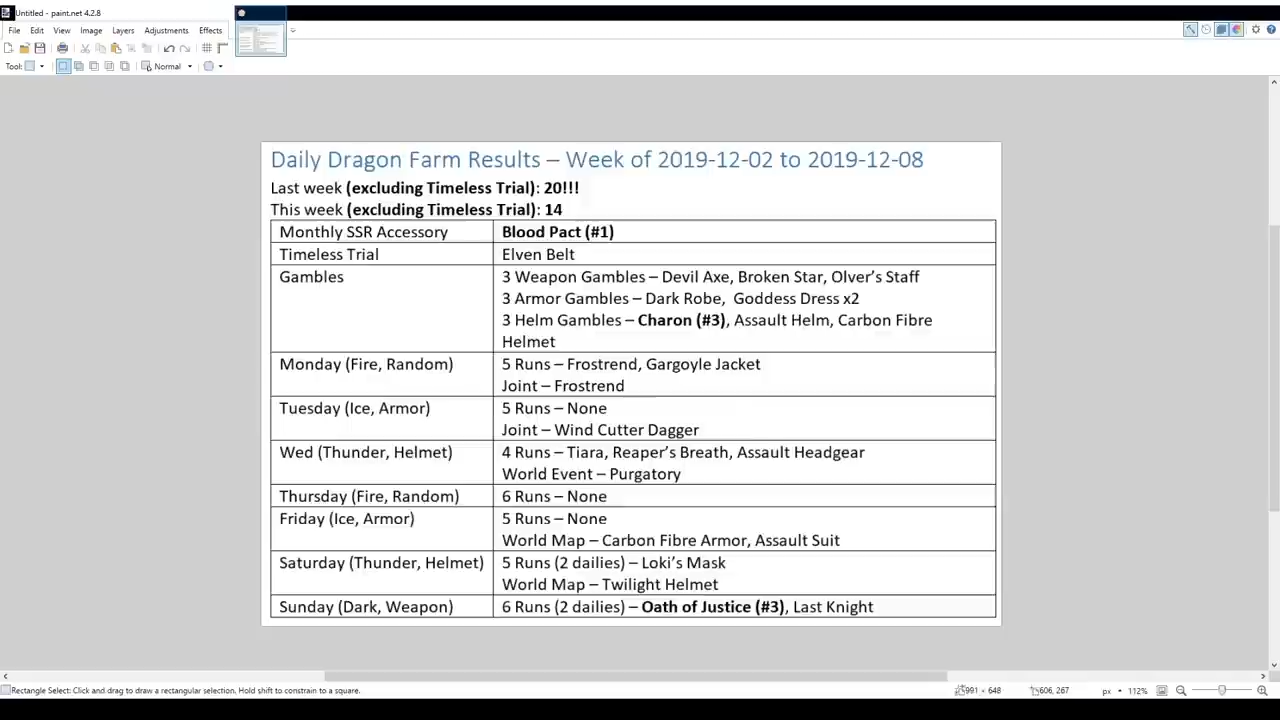 Untitled - paint.net 4.2.8
File Edit View Image Layers Adjustments Effects
Tool: Normal
Daily Dragon Farm Results – Week of 2019-12-02 to 2019-12-08
Last week (excluding Timeless Trial): 20!!!
This week (excluding Timeless Trial): 14
Monthly SSR Accessory Blood Pact (#1)
Timeless Trial Elven Belt
Gambles 3 Weapon Gambles – Devil Axe, Broken Star, Olver's Staff
3 Armor Gambles – Dark Robe, Goddess Dress x2
3 Helm Gambles – Charon (#3), Assault Helm, Carbon Fibre
Helmet
Monday (Fire, Random) 5 Runs – Frostrend, Gargoyle Jacket
Joint – Frostrend
Tuesday (Ice, Armor) 5 Runs – None
Joint – Wind Cutter Dagger
Wed (Thunder, Helmet) 4 Runs – Tiara, Reaper's Breath, Assault Headgear
World Event – Purgatory
Thursday (Fire, Random) 6 Runs – None
Friday (Ice, Armor) 5 Runs – None
World Map – Carbon Fibre Armor, Assault Suit
Saturday (Thunder, Helmet) 5 Runs (2 dailies) – Loki's Mask
World Map – Twilight Helmet
Sunday (Dark, Weapon) 6 Runs (2 dailies) – Oath of Justice (#3), Last Knight
Rectangle Select: Click and drag to draw a rectangular selection. Hold shift to constrain to a square. 991 × 648 606, 267 px 112%